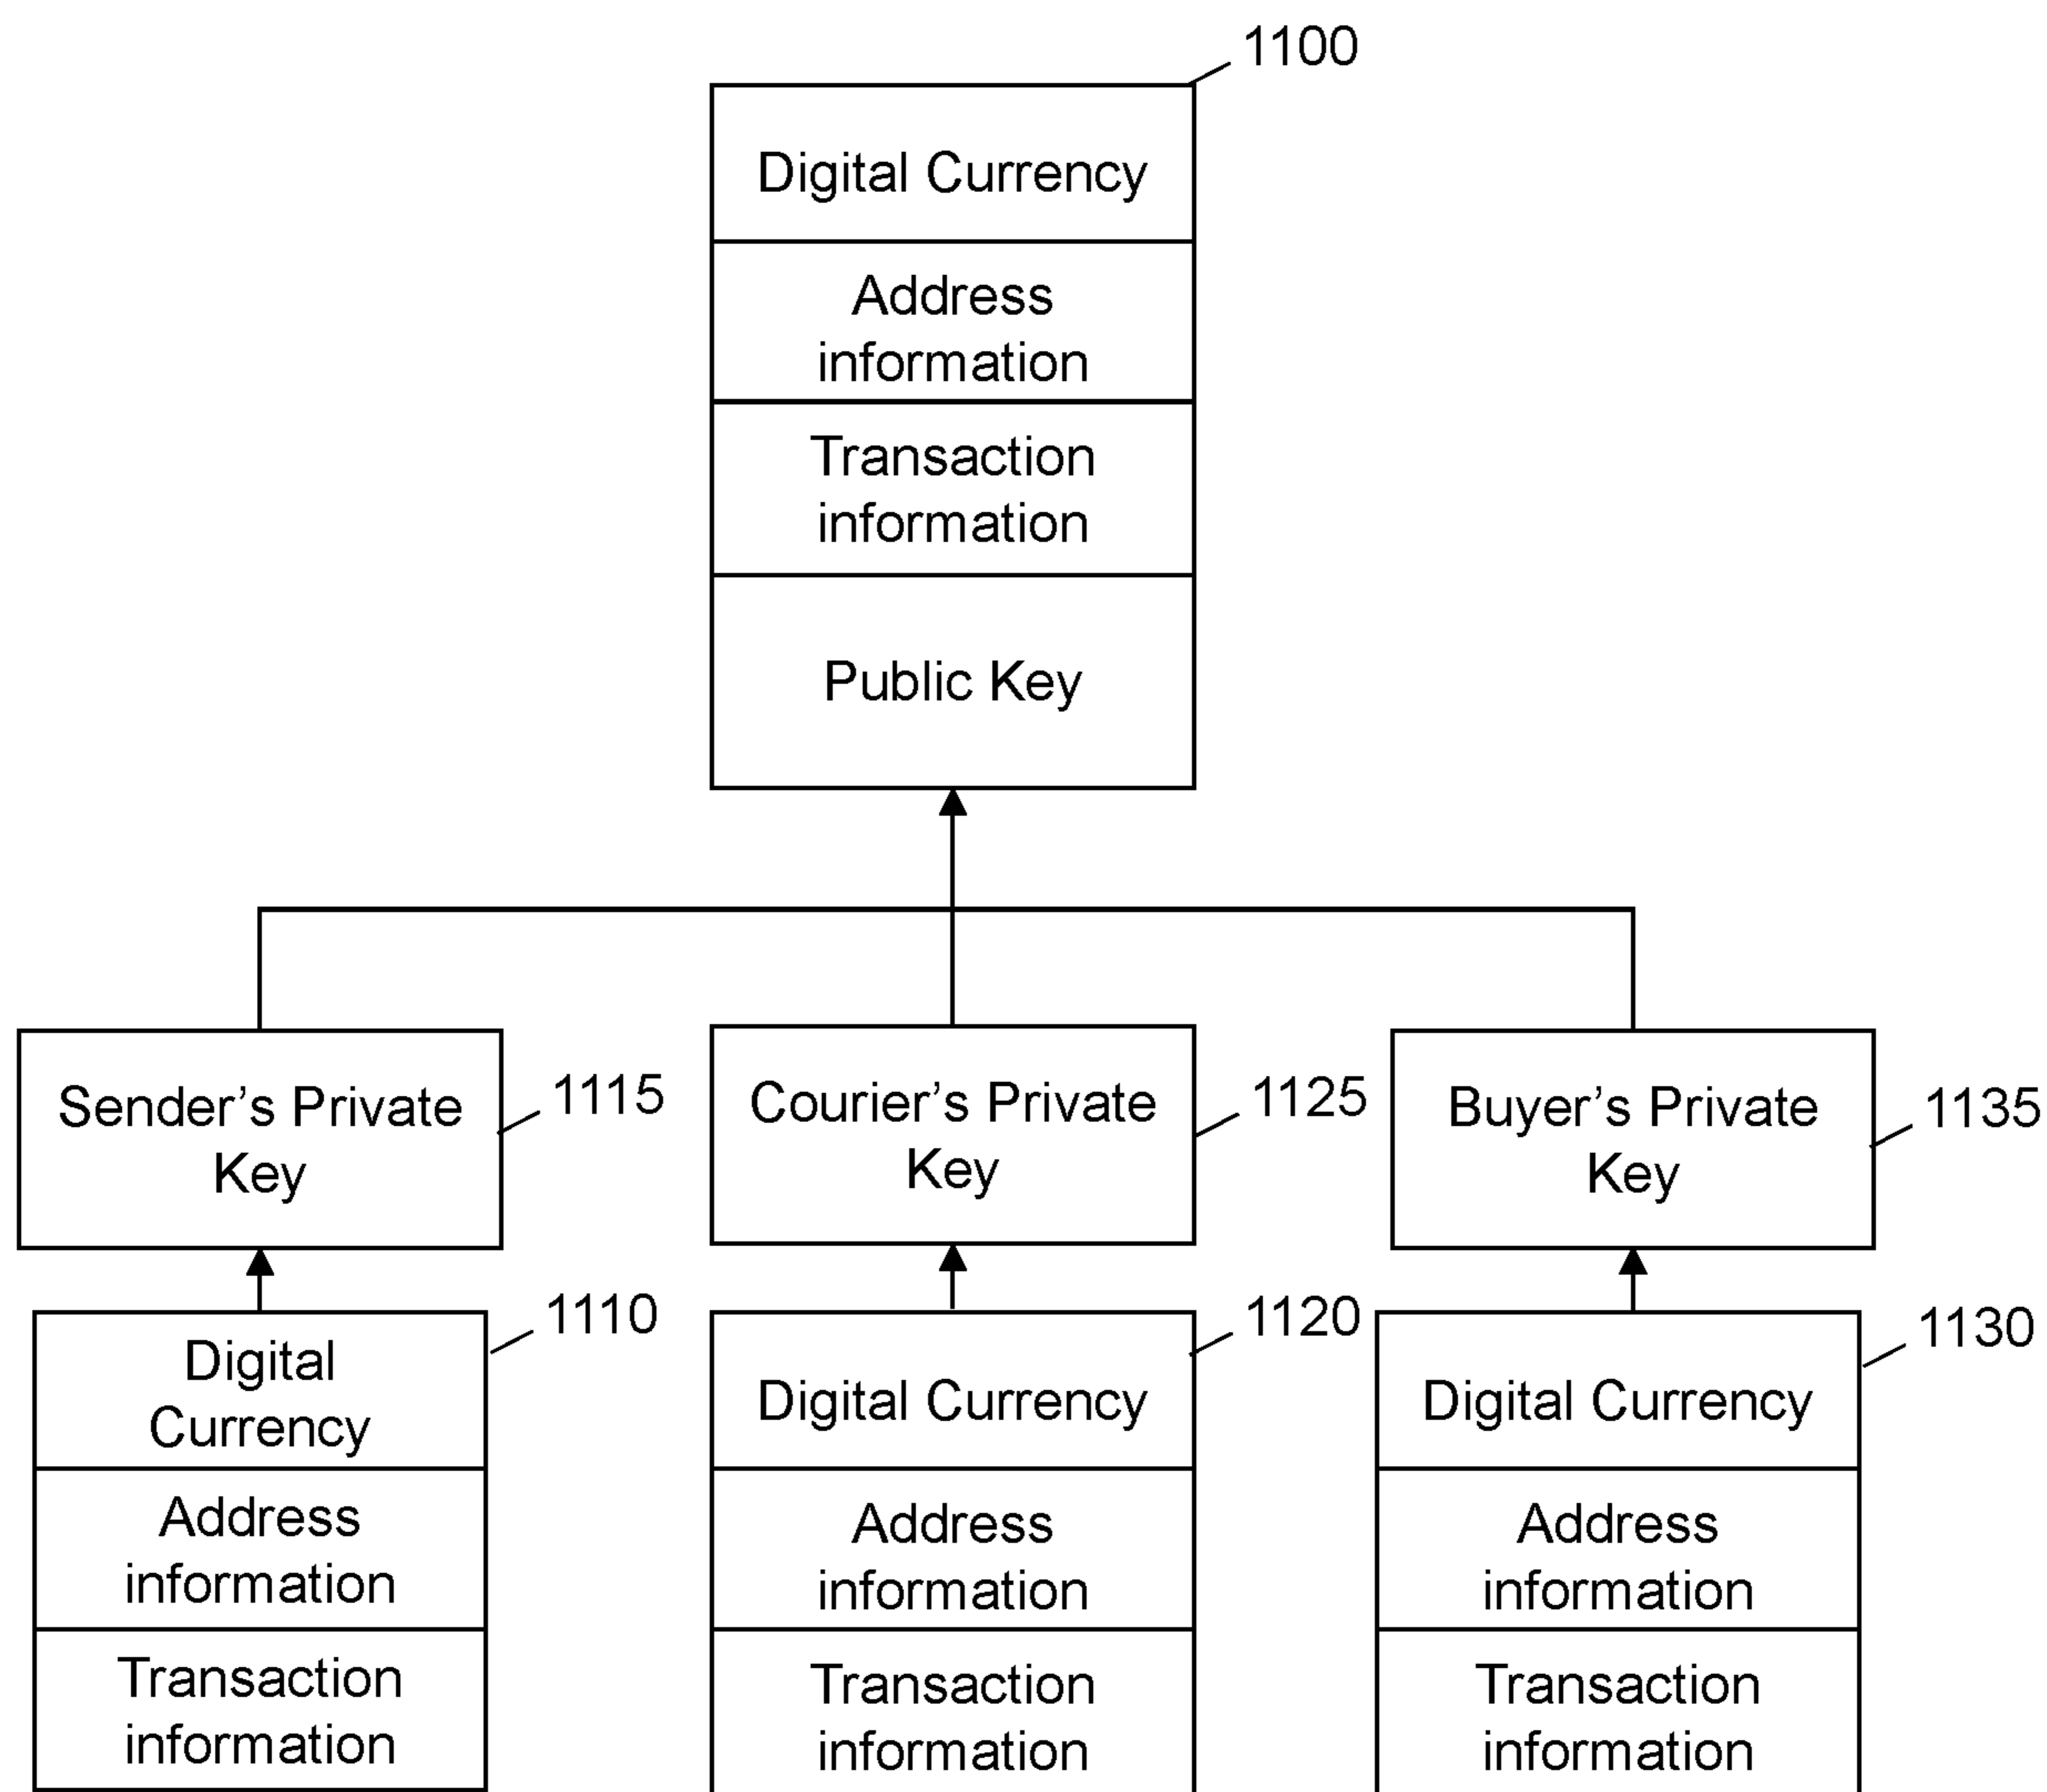 1100
Digital Currency
Address
information
Transaction
information
Public Key
Sender's Private
Key
1115
Courier's Private
Key
1125
Buyer's Private
Key
1135
Digital
Currency
Address
information
Transaction
information
1110
Digital Currency
Address
information
Transaction
information
1120
Digital Currency
Address
information
Transaction
information
1130